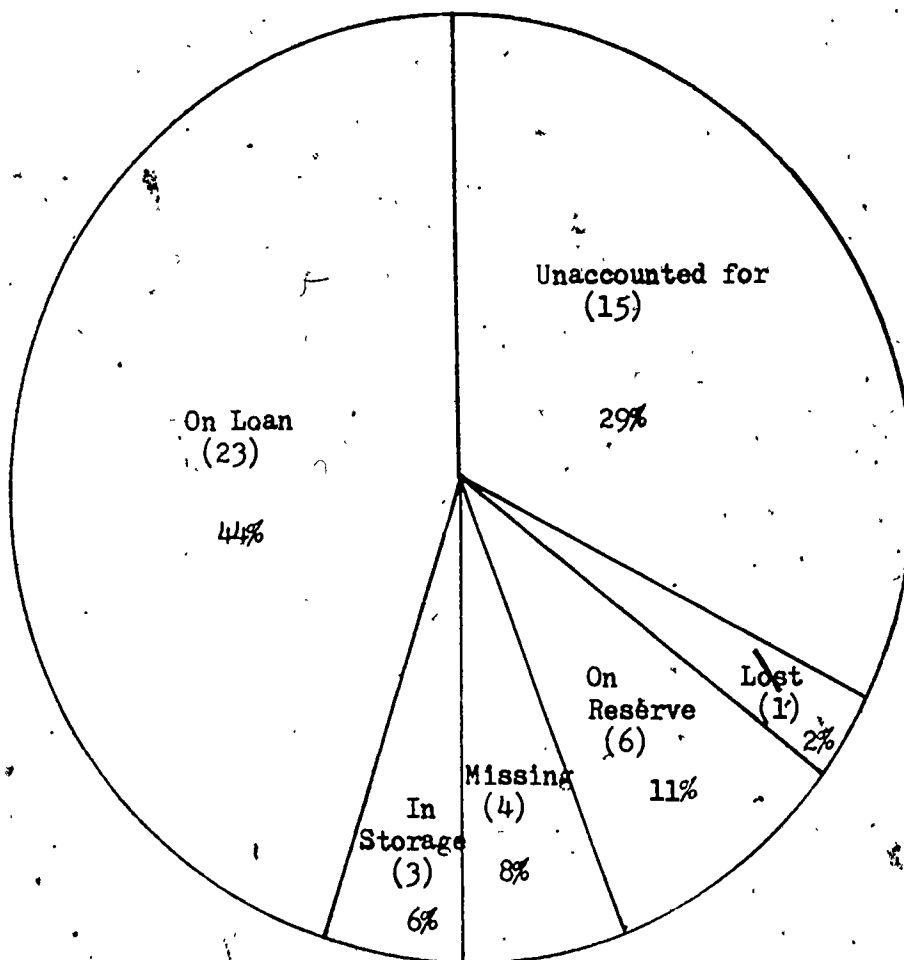 Unaccounted for
(15)
29%
On Loan
(23)
44%
Lost
(1)
2%
On
Reserve
(6)
11%
Missing
(4)
8%
In
Storage
(3)
6%